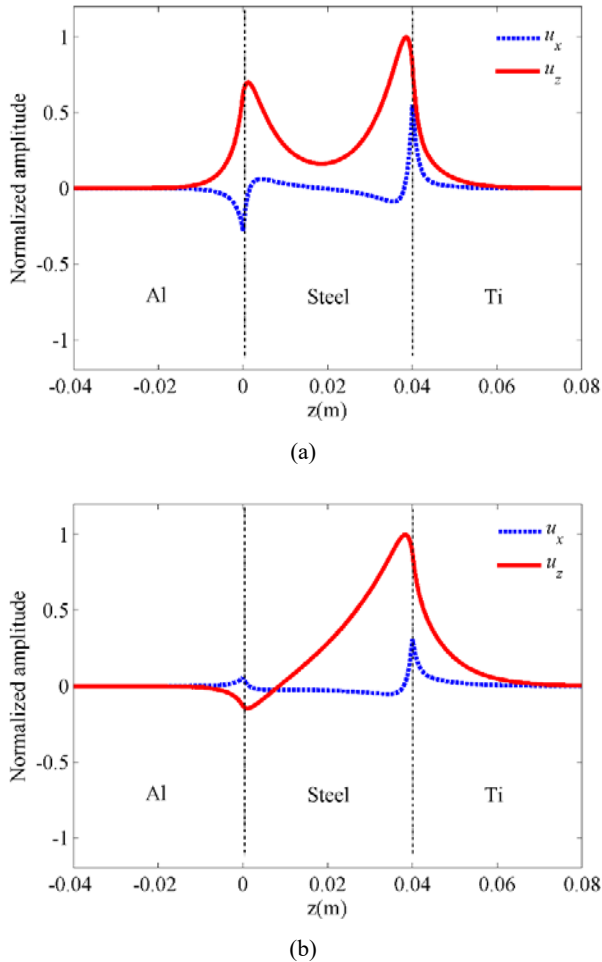 1
0.5
0
-0.5
-1
Normalized amplitude
u_x
u_z
Al
Steel
Ti
-0.04
-0.02
0
0.02
0.04
0.06
0.08
z(m)
(a)
1
0.5
0
-0.5
-1
Normalized amplitude
u_x
u_z
Al
Steel
Ti
-0.04
-0.02
0
0.02
0.04
0.06
0.08
z(m)
(b)